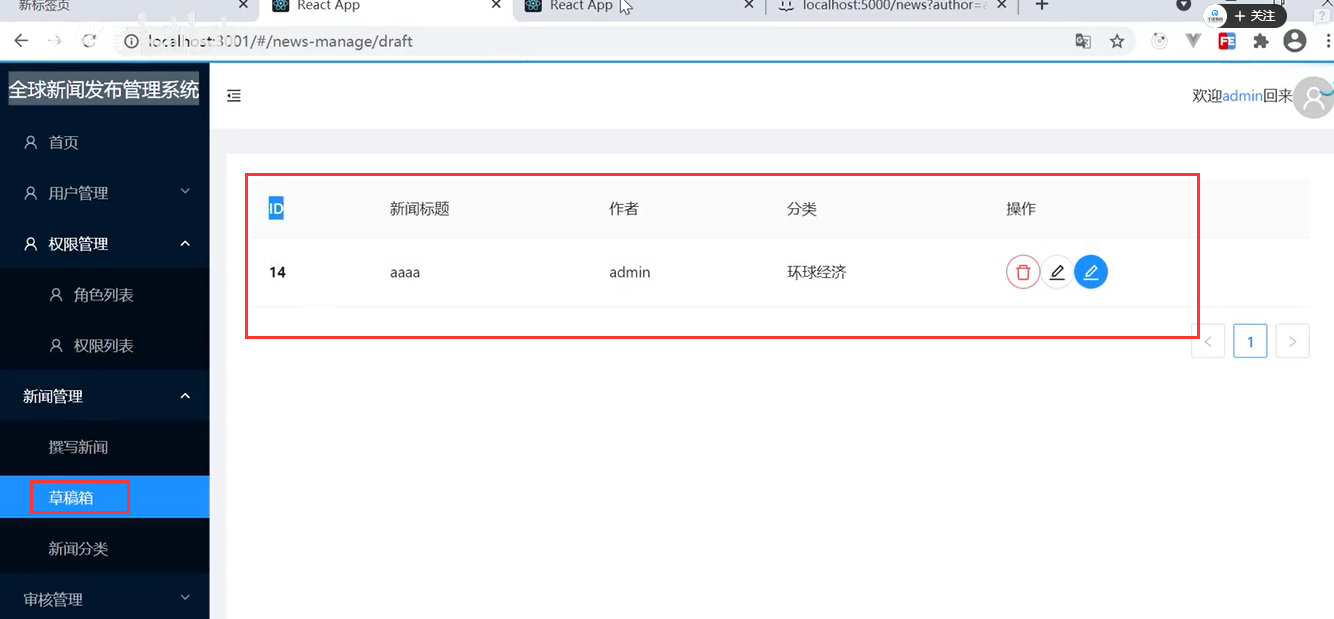 新标签页
React App
React App
localhost:5000/news?author=a
关注
localhost:3001/#/news-manage/draft
FE
全球新闻发布管理系统
欢迎admin回来
首页
用户管理
权限管理
角色列表
权限列表
新闻管理
撰写新闻
草稿箱
新闻分类
审核管理
ID 新闻标题 作者 分类 操作
14 aaaa admin 环球经济
1